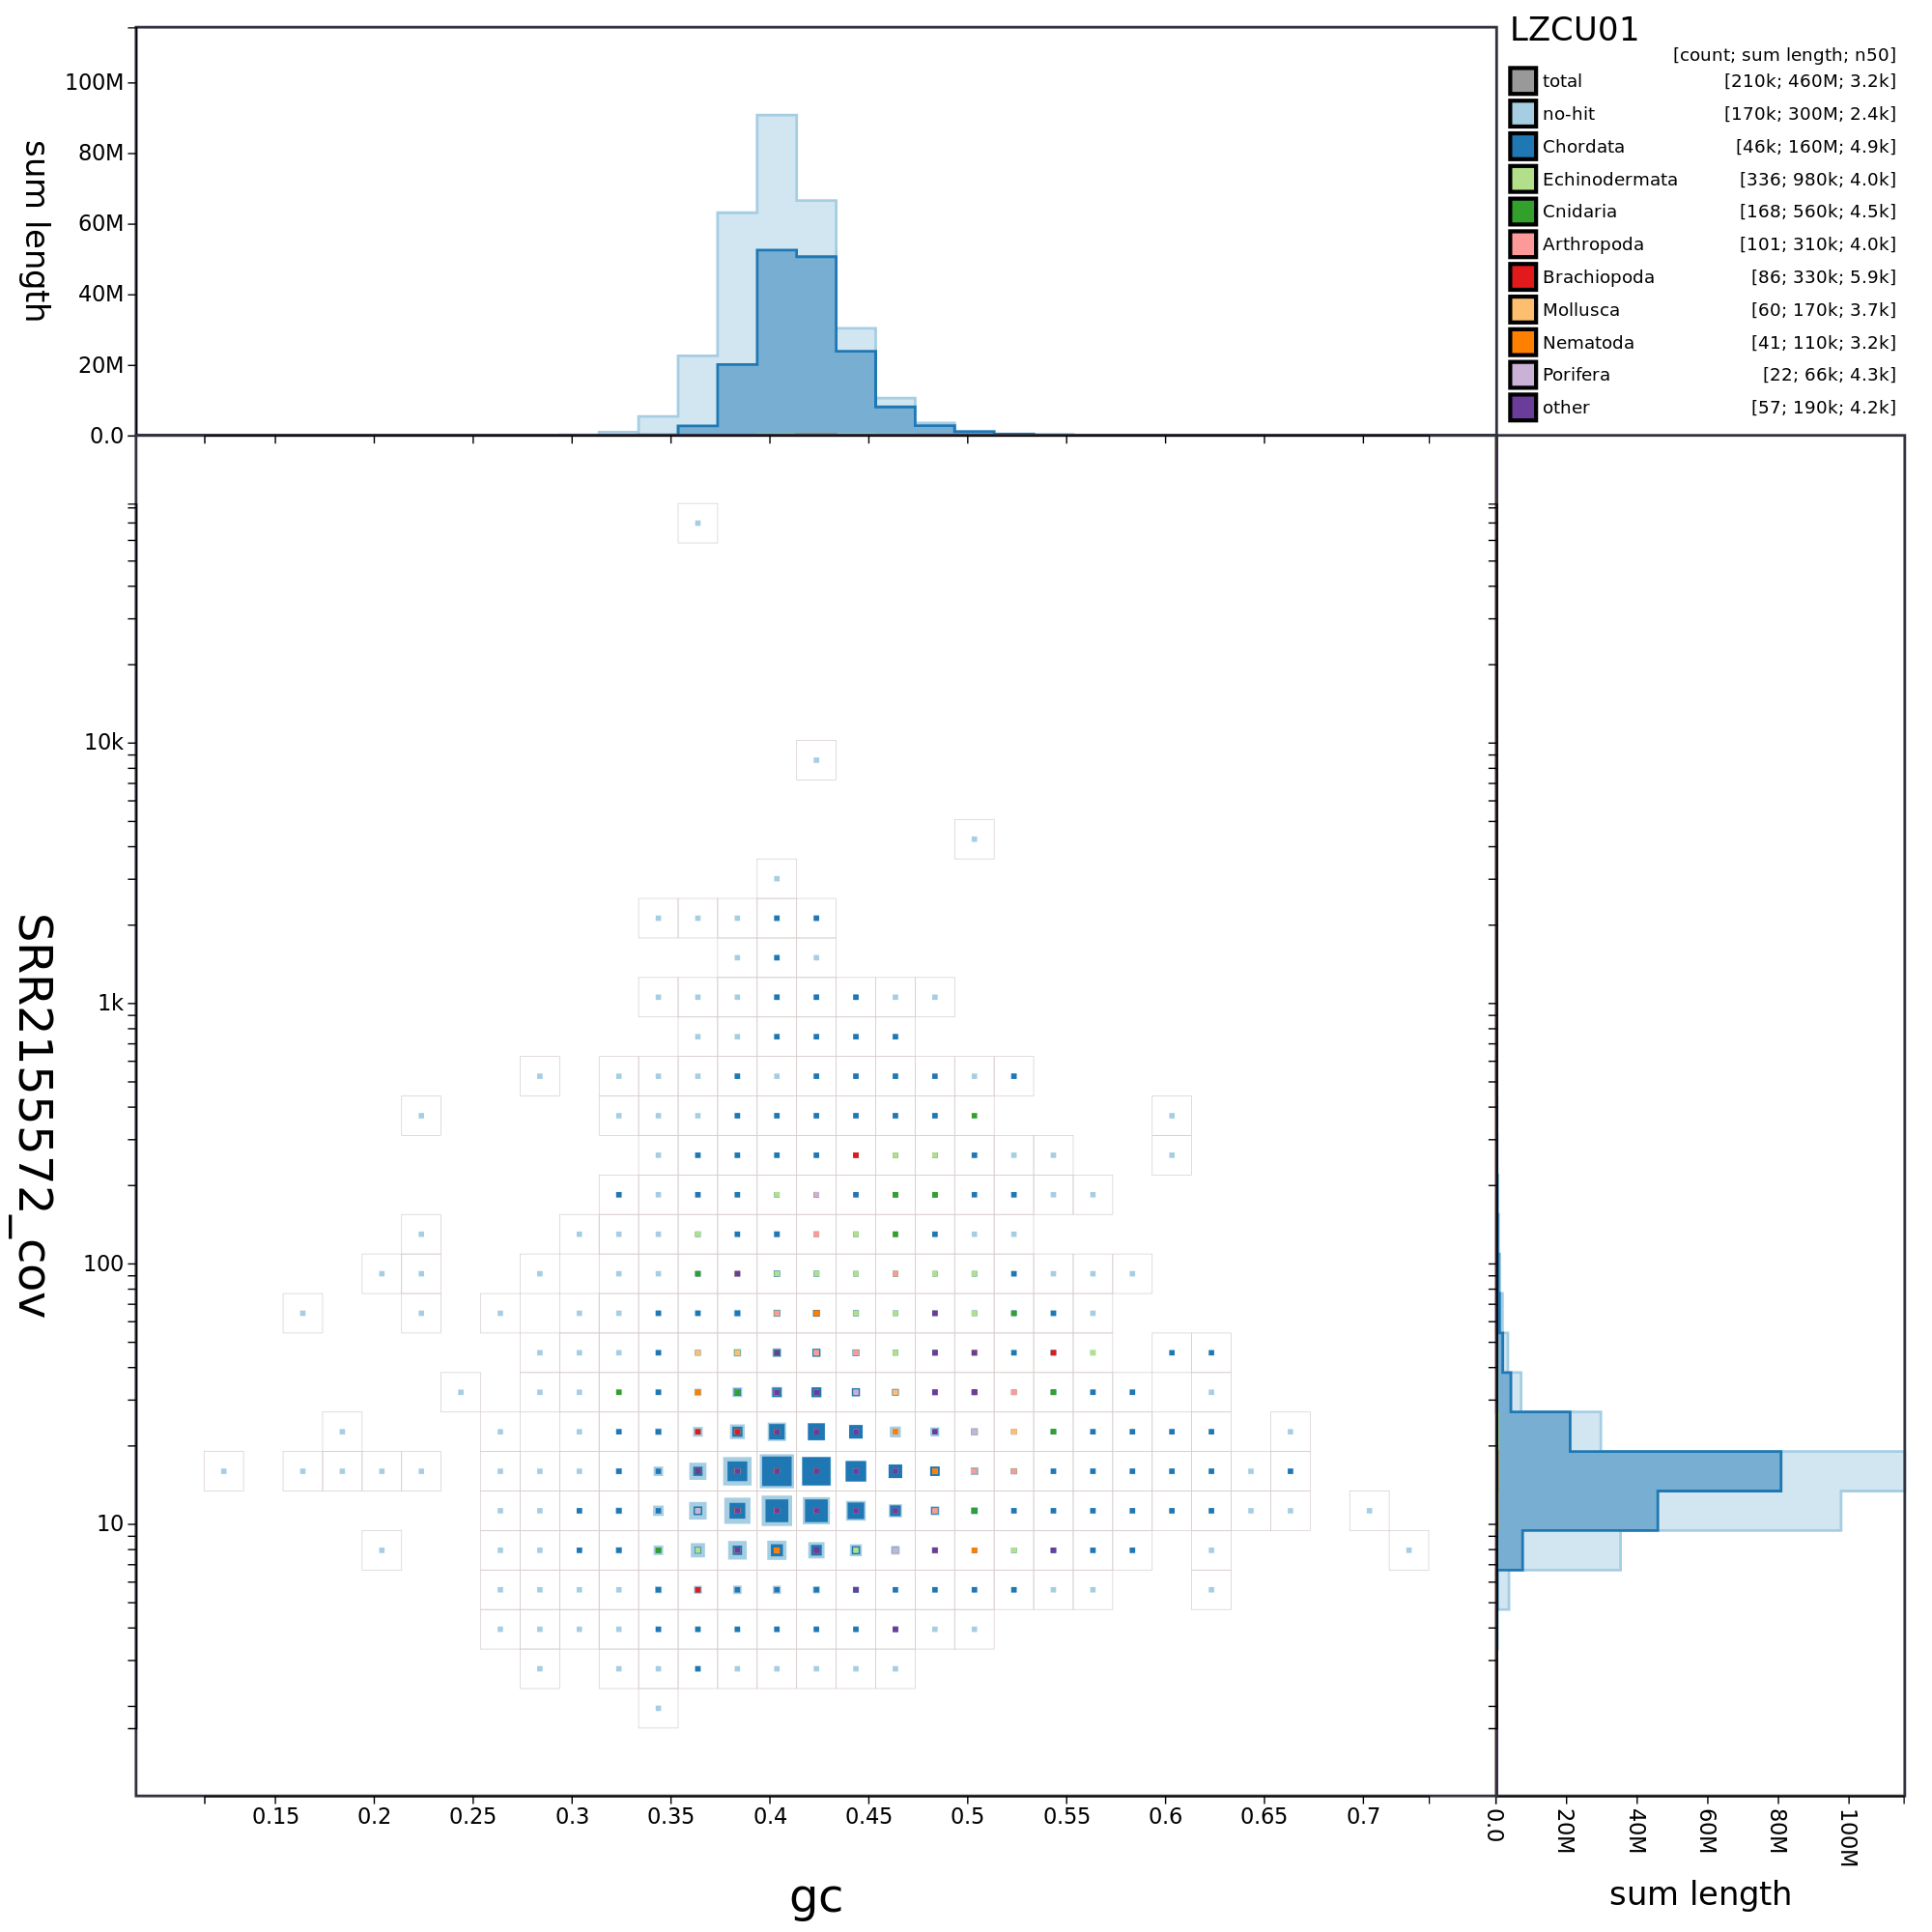 LZCU01
[count; sum length; n50]
total [210k; 460M; 3.2k]
no-hit [170k; 300M; 2.4k]
Chordata [46k; 160M; 4.9k]
Echinodermata [336; 980k; 4.0k]
Cnidaria [168; 560k; 4.5k]
Arthropoda [101; 310k; 4.0k]
Brachiopoda [86; 330k; 5.9k]
Mollusca [60; 170k; 3.7k]
Nematoda [41; 110k; 3.2k]
Porifera [22; 66k; 4.3k]
other [57; 190k; 4.2k]
sum length
100M
80M
60M
40M
20M
0.0
SRR2155572_cov
10k
1k
100
10
0.15 0.2 0.25 0.3 0.35 0.4 0.45 0.5 0.55 0.6 0.65 0.7
gc
0.0 20M 40M 60M 80M 100M
sum length